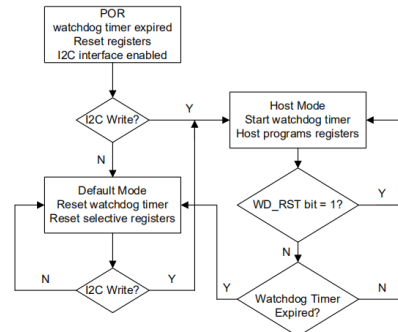 POR
watchdog timer expired
Reset registers
I2C interface enabled
I2C Write?
Y
N
Host Mode
Start watchdog timer
Host programs registers
Default Mode
Reset watchdog timer
Reset selective registers
WD_RST bit = 1?
Y
N
I2C Write?
N
Y
Y
Watchdog Timer
Expired?
N